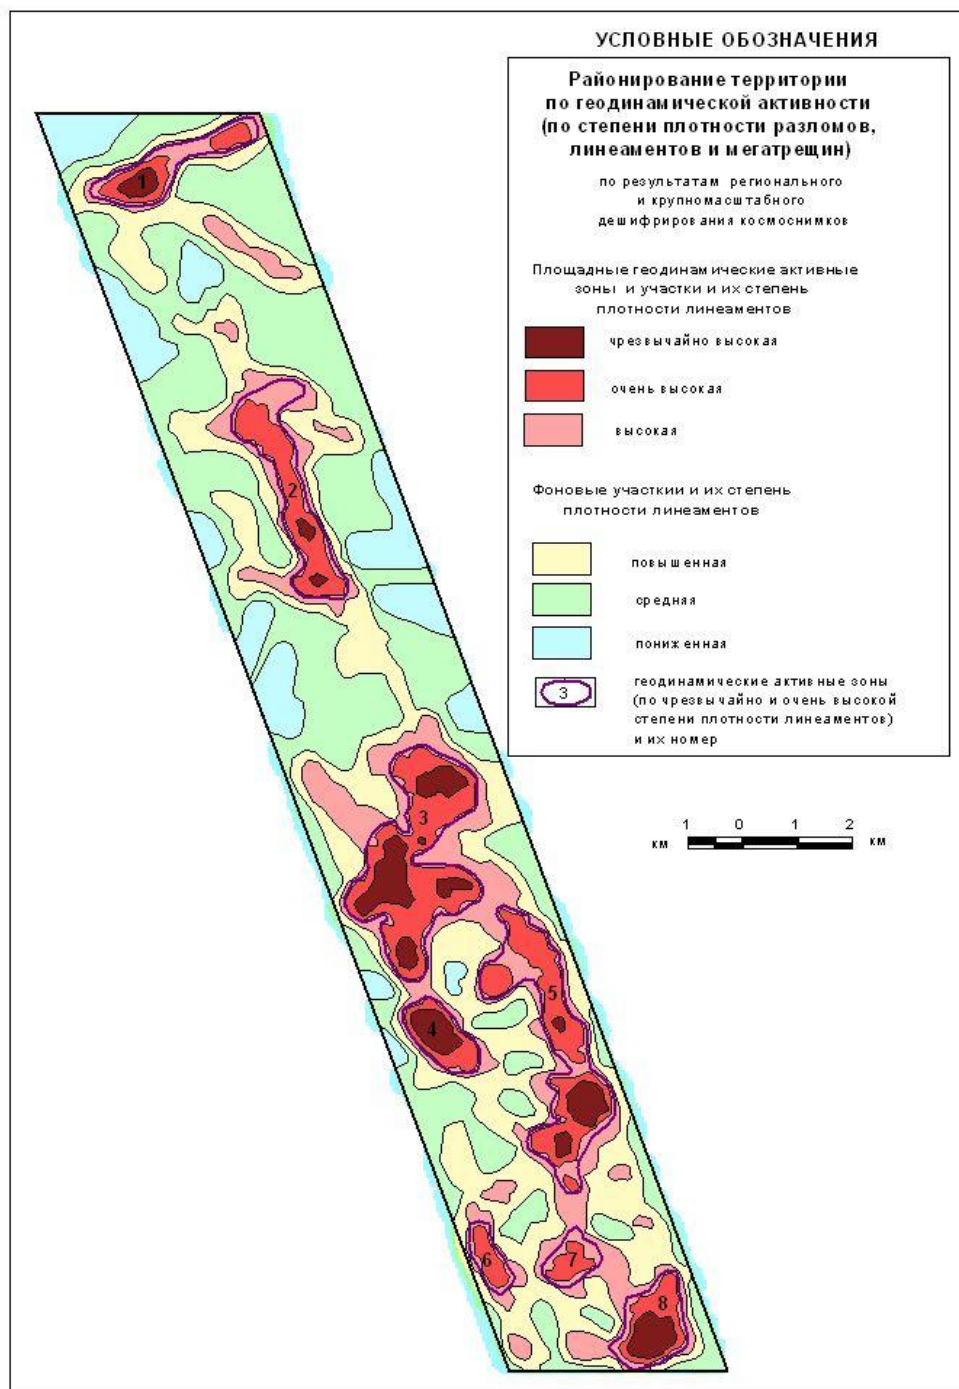 УСЛОВНЫЕ ОБОЗНАЧЕНИЯ
Районирование территории
по геодинамической активности
(по степени плотности разломов,
линеаментов и мегатрещин)
по результатам регионального
и крупномасштабного
дешифрирования космоснимков
Площадные геодинамические активные
зоны и участки и их степень
плотности линеаментов
чрезвычайно высокая
очень высокая
высокая
Фоновые участкии и их степень
плотности линеаментов
повышенная
средняя
пониженная
3
геодинамические активные зоны
(по чрезвычайно и очень высокой
степени плотности линеаментов)
и их номер
1
2
3
4
5
6
7
8
1 0 1 2
км км